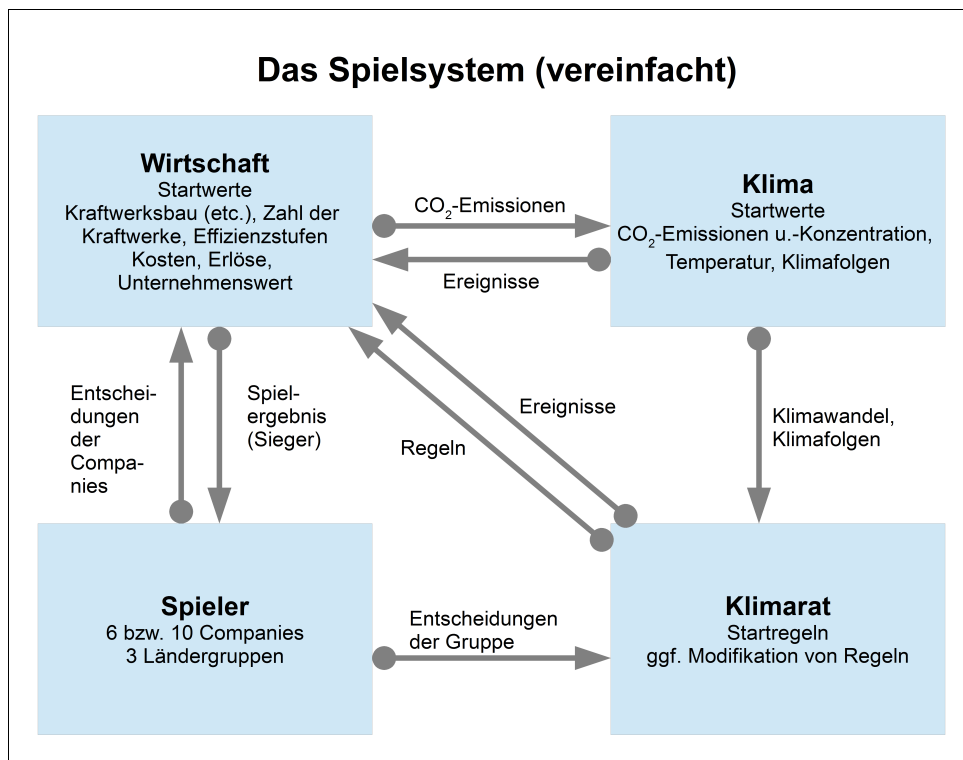 Das Spielsystem (vereinfacht)
Wirtschaft
Startwerte
Kraftwerksbau (etc.), Zahl der
Kraftwerke, Effizienzstufen
Kosten, Erlöse,
Unternehmenswert
CO₂-Emissionen
Ereignisse
Klima
Startwerte
CO₂-Emissionen u.-Konzentration,
Temperatur, Klimafolgen
Entschei-
dungen
der
Compa-
nies
Spiel-
ergebnis
(Sieger)
Regeln
Ereignisse
Klimawandel,
Klimafolgen
Spieler
6 bzw. 10 Companies
3 Ländergruppen
Entscheidungen
der Gruppe
Klimarat
Startregeln
ggf. Modifikation von Regeln